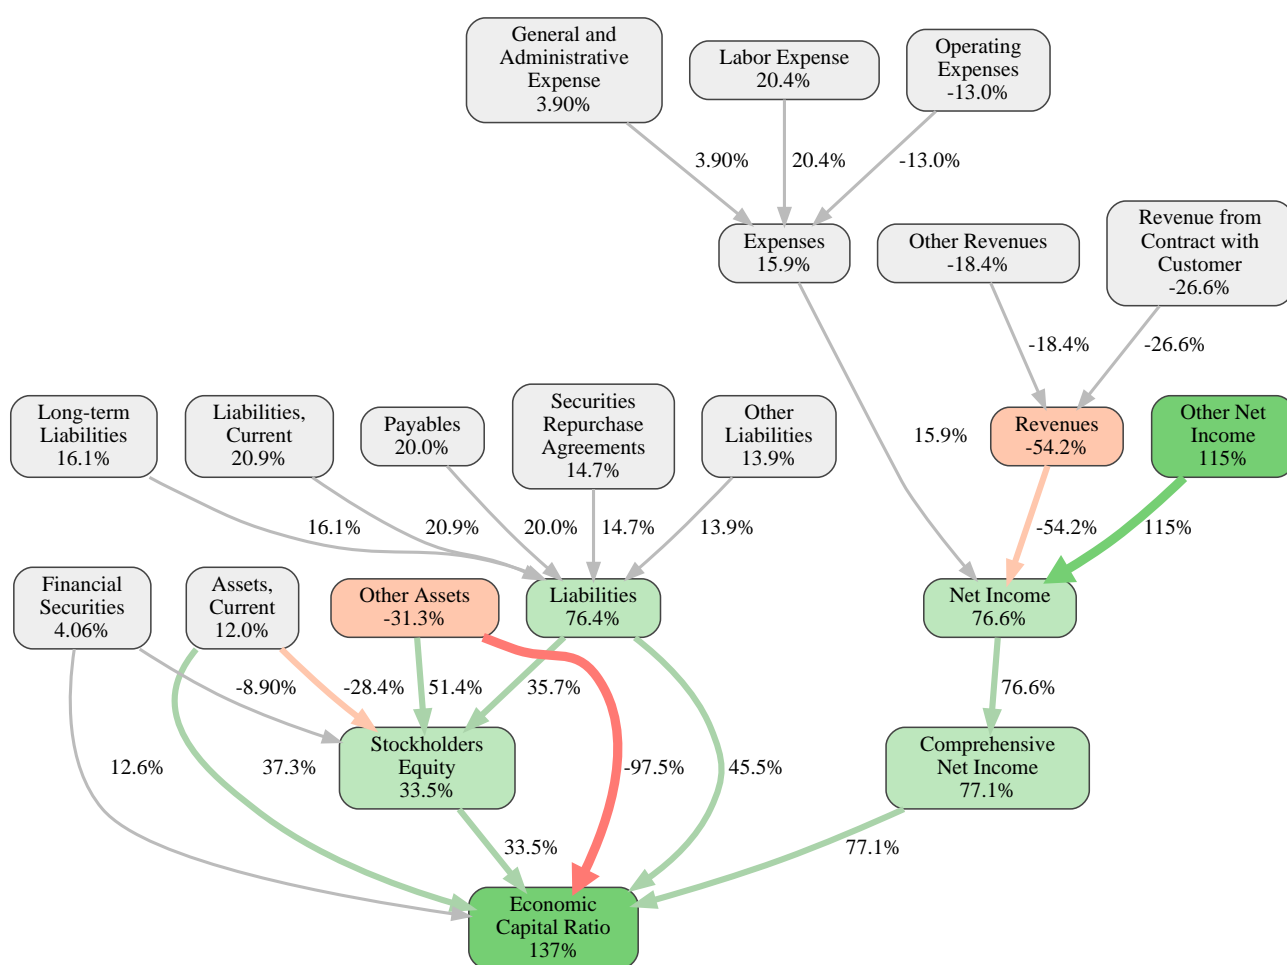 General and
Administrative
Expense
3.90%
Labor Expense
20.4%
Operating
Expenses
-13.0%
3.90%
20.4%
-13.0%
Expenses
15.9%
Other Revenues
-18.4%
Revenue from
Contract with
Customer
-26.6%
-18.4%
-26.6%
Long-term
Liabilities
16.1%
Liabilities,
Current
20.9%
Payables
20.0%
Securities
Repurchase
Agreements
14.7%
Other
Liabilities
13.9%
15.9%
Revenues
-54.2%
Other Net
Income
115%
16.1%
20.9%
20.0%
14.7%
13.9%
-54.2%
115%
Financial
Securities
4.06%
Assets,
Current
12.0%
Other Assets
-31.3%
Liabilities
76.4%
Net Income
76.6%
-8.90%
-28.4%
51.4%
35.7%
76.6%
Stockholders
Equity
33.5%
Comprehensive
Net Income
77.1%
12.6%
37.3%
-97.5%
45.5%
33.5%
77.1%
Economic
Capital Ratio
137%